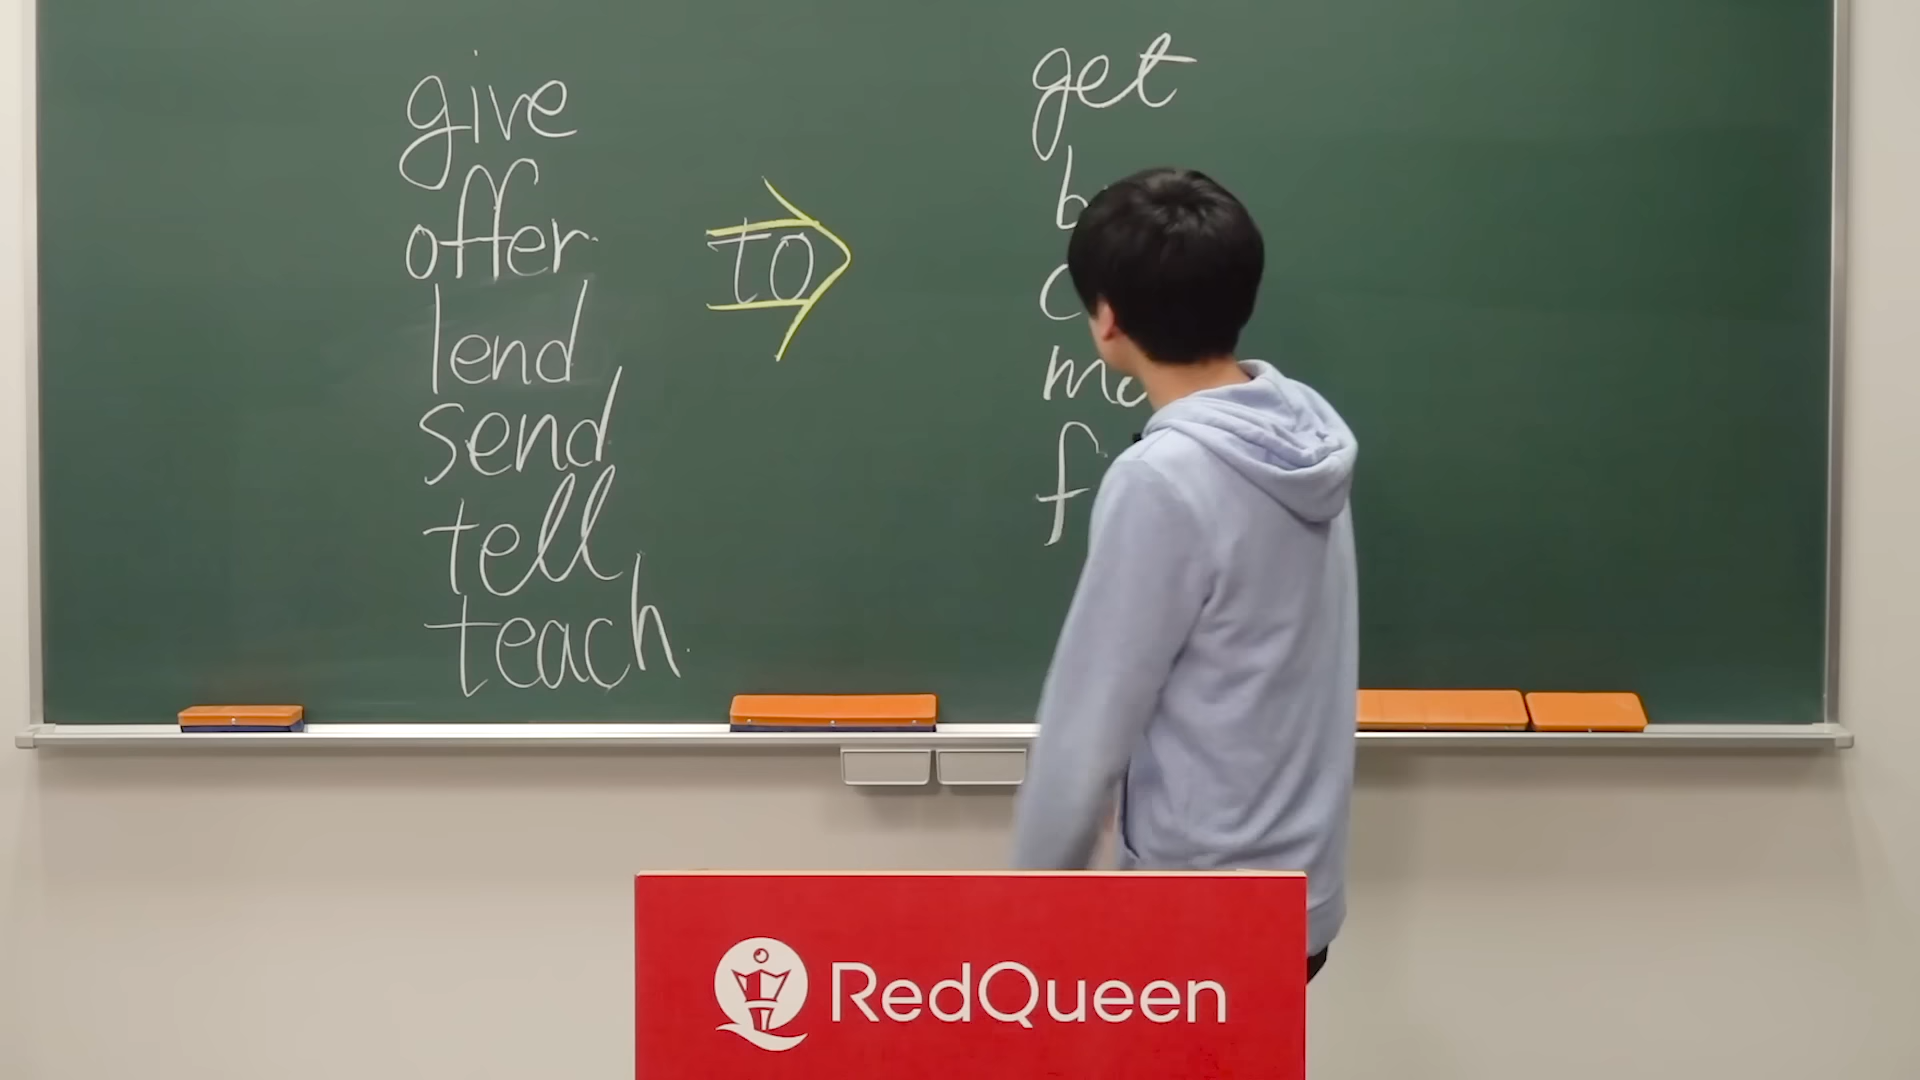 give
offer
lend
send
tell
teach
to
get
RedQueen